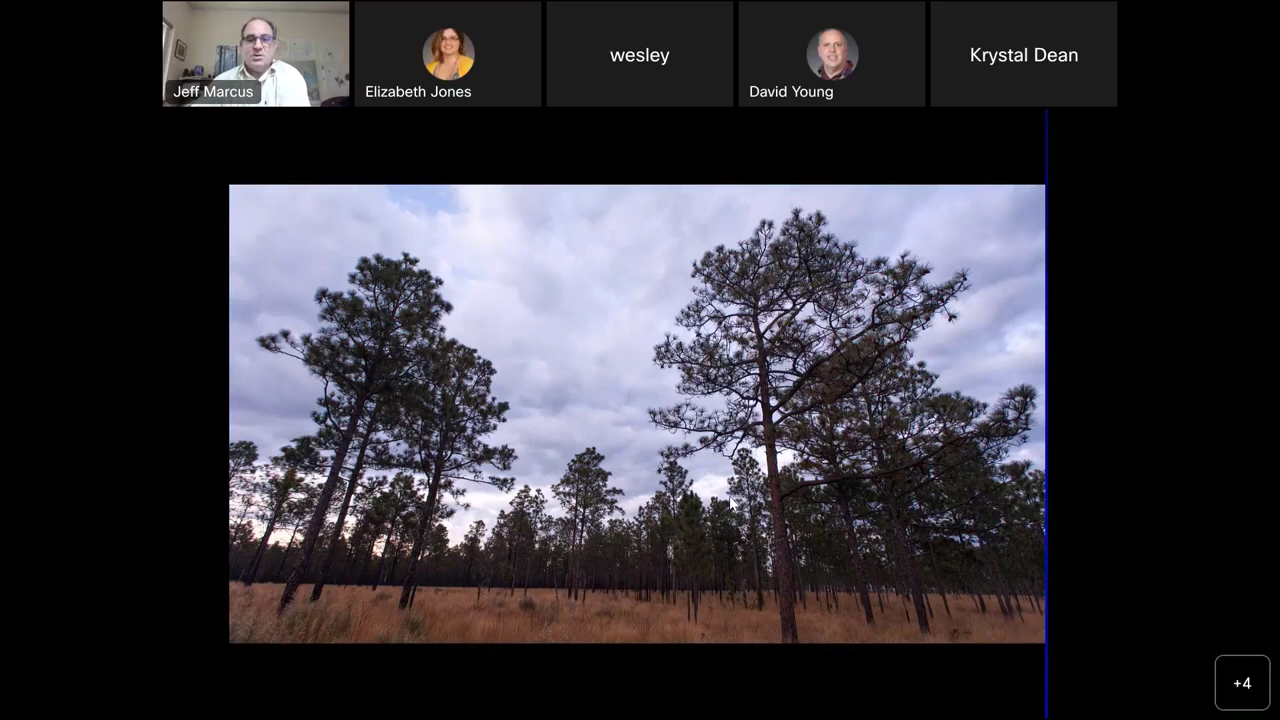 Jeff Marcus
Elizabeth Jones
wesley
David Young
Krystal Dean
+4